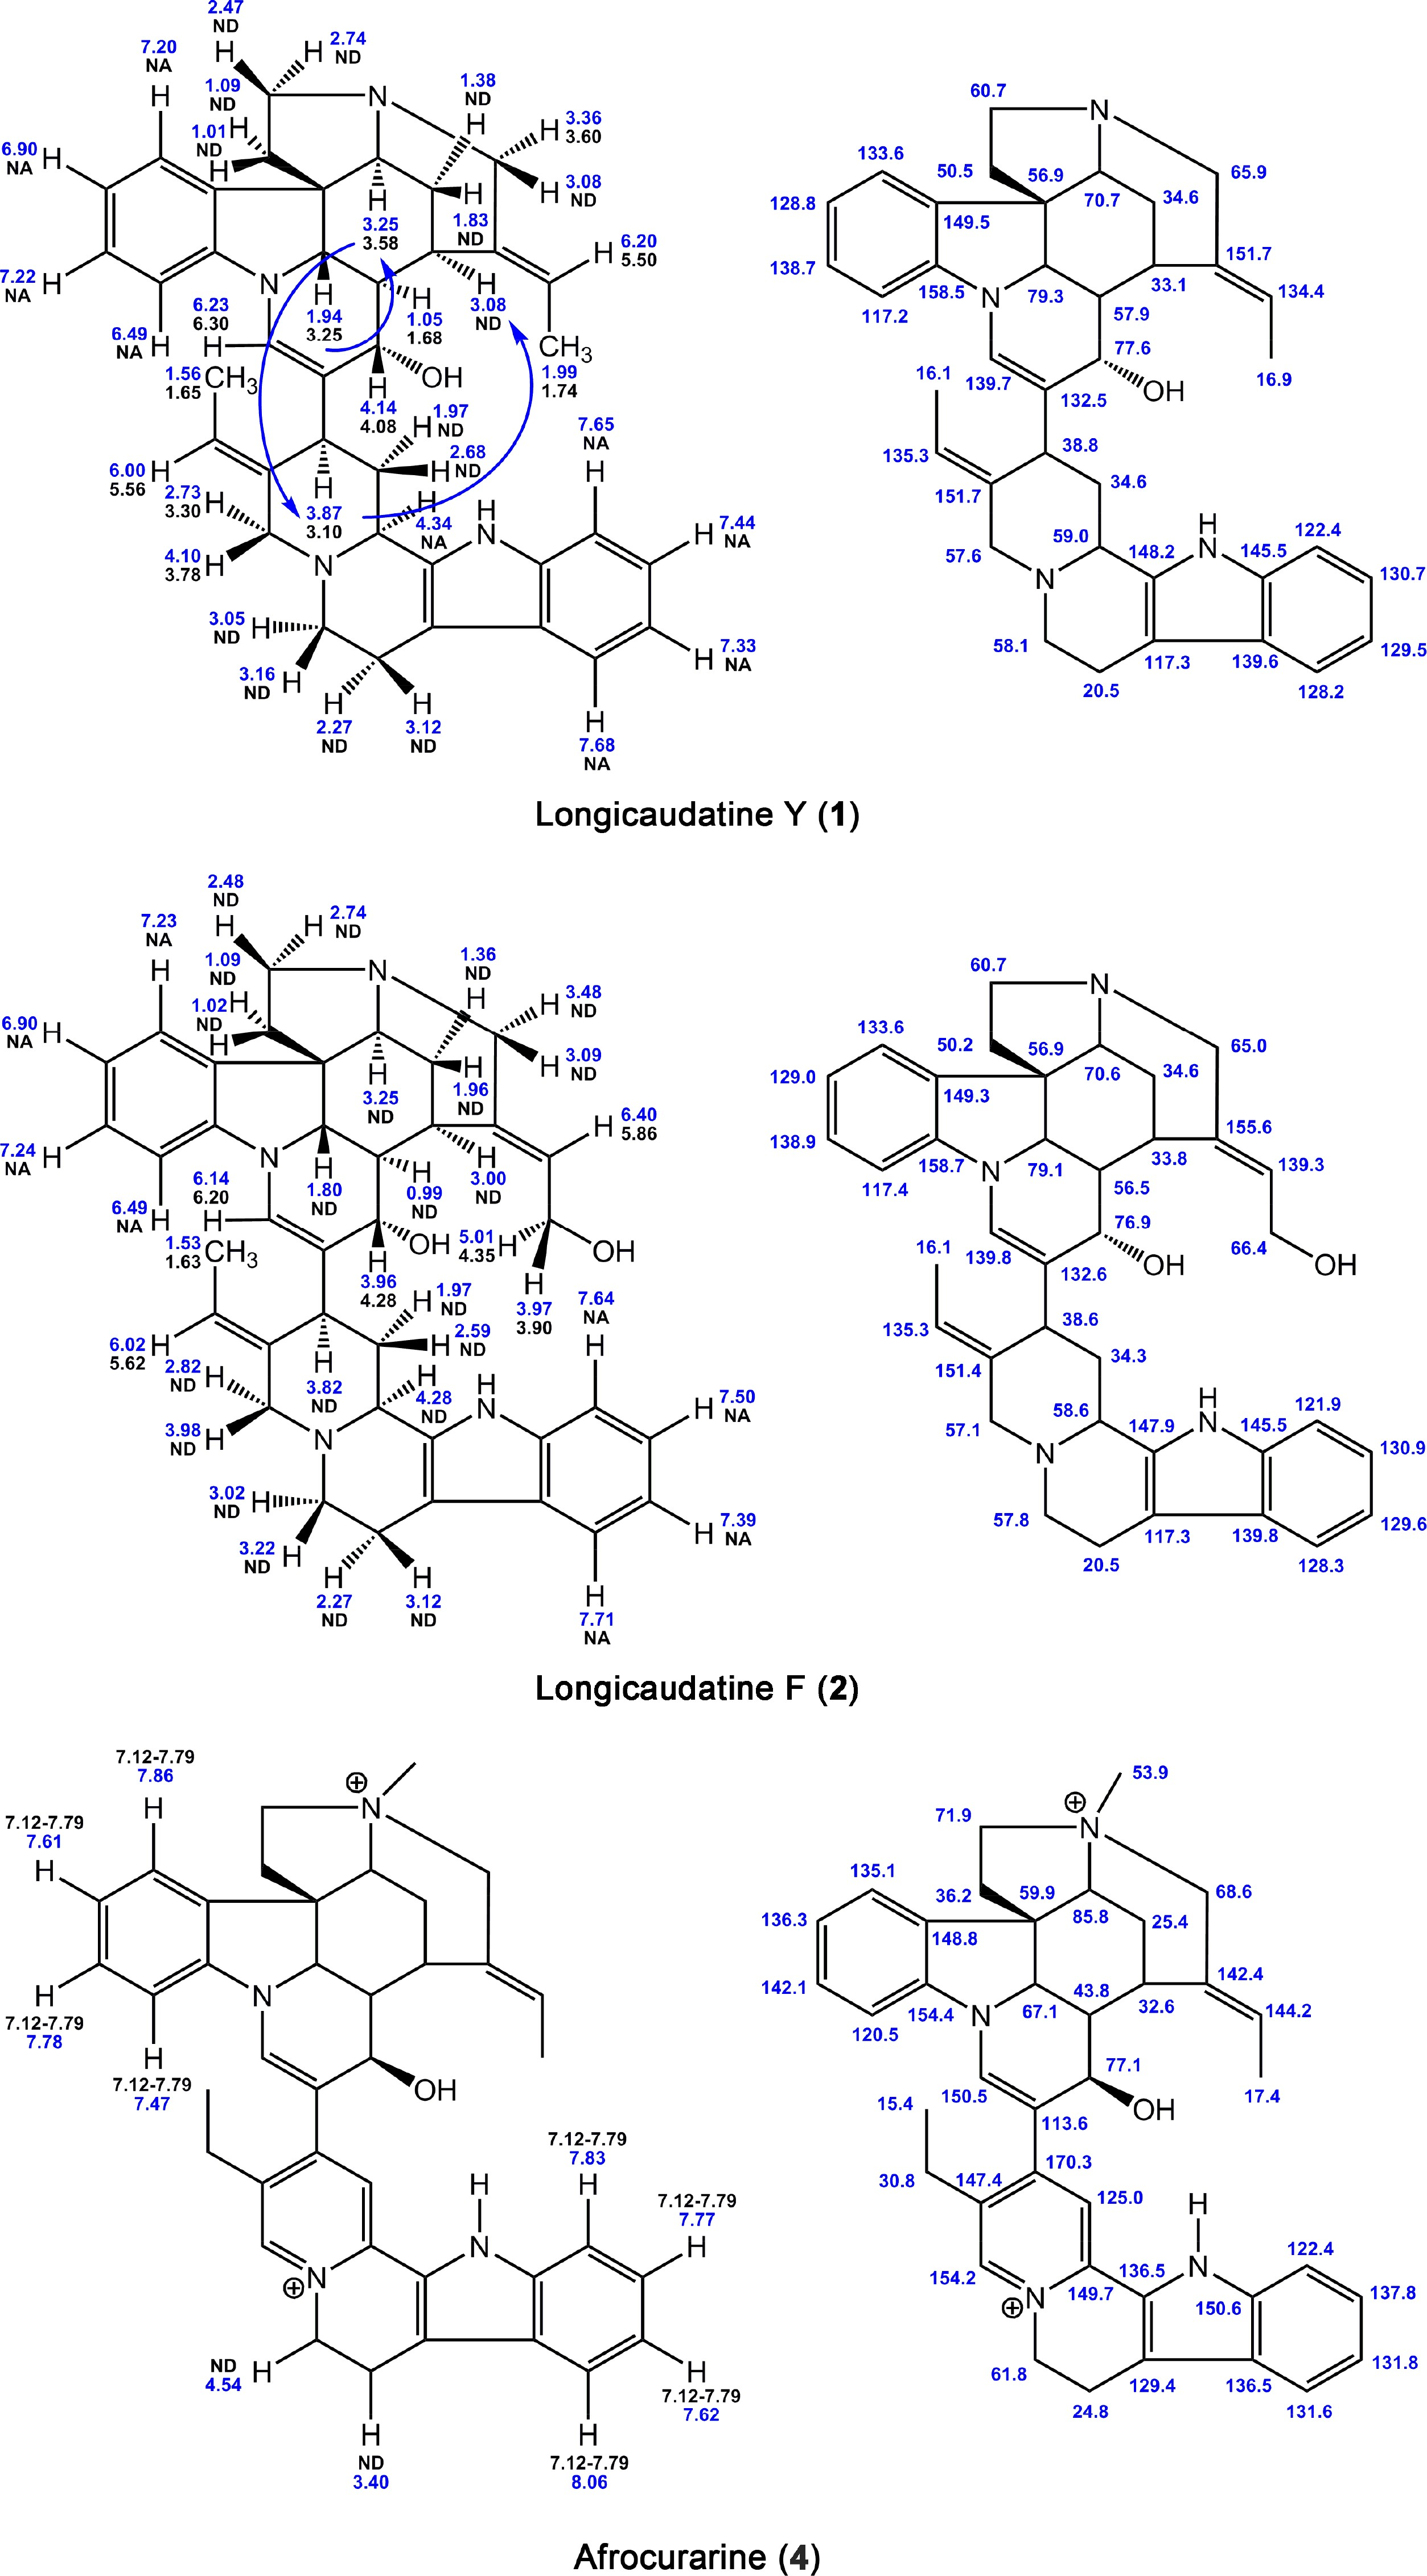 2.47
ND
2.74
ND
7.20
NA
H
H
H
1.09
ND
N
1.38
ND
H
3.36
3.60
H
1.01
ND
H
H
6.90
NA
H
H
3.08
ND
H
H
1.83
ND
3.25
3.58
H
6.20
5.50
7.22
NA
H
N
H
H
H
3.08
ND
6.23
6.30
1.94
3.25
1.05
1.68
6.49
NA
H
H
CH3
1.99
1.74
1.56
1.65
CH3
OH
H
4.14
4.08
H
1.97
ND
7.65
NA
6.00
5.56
H
H
2.68
ND
H
H
2.73
3.30
H
3.87
3.10
H
4.34
NA
H
N
H
7.44
NA
4.10
3.78
H
N
3.05
ND
H
7.33
NA
H
3.16
ND
H
H
H
2.27
ND
3.12
ND
H
7.68
NA
60.7
N
133.6
50.5
56.9
65.9
128.8
149.5
70.7
34.6
138.7
151.7
158.5
N
79.3
33.1
134.4
117.2
57.9
16.1
139.7
77.6
OH
16.9
132.5
135.3
38.8
151.7
34.6
H
N
122.4
57.6
59.0
148.2
145.5
130.7
N
58.1
117.3
139.6
129.5
20.5
128.2
Longicaudatine Y (1)
2.48
ND
2.74
ND
7.23
NA
H
H
H
1.09
ND
N
1.36
ND
H
3.48
ND
H
1.02
ND
H
H
6.90
NA
H
H
3.09
ND
H
H
1.96
ND
3.25
ND
H
6.40
5.86
7.24
NA
H
N
H
H
H
3.00
ND
6.14
6.20
1.80
ND
0.99
ND
6.49
NA
H
H
1.53
1.63
CH3
OH
5.01
4.35
H
OH
H
3.96
4.28
H
3.97
3.90
H
1.97
ND
7.64
NA
6.02
5.62
H
H
2.59
ND
H
H
2.82
ND
H
3.82
ND
H
4.28
ND
H
N
H
7.50
NA
3.98
ND
H
N
3.02
ND
H
7.39
NA
H
3.22
ND
H
H
H
2.27
ND
3.12
ND
H
7.71
NA
60.7
N
133.6
50.2
56.9
65.0
129.0
149.3
70.6
34.6
138.9
155.6
158.7
N
79.1
33.8
139.3
117.4
56.5
16.1
139.8
76.9
OH
66.4
OH
132.6
135.3
38.6
151.4
34.3
H
N
121.9
57.1
58.6
147.9
145.5
130.9
N
57.8
117.3
139.8
129.6
20.5
128.3
Longicaudatine F (2)
7.12-7.79
7.86
H
⊕
N
7.12-7.79
7.61
H
H
7.12-7.79
7.78
N
H
7.12-7.79
7.47
OH
7.12-7.79
7.83
H
H
N
7.12-7.79
7.77
H
⊕
N
ND
4.54
H
H
7.12-7.79
7.62
H
ND
3.40
H
7.12-7.79
8.06
53.9
⊕
N
71.9
135.1
36.2
59.9
68.6
136.3
148.8
85.8
25.4
142.1
142.4
154.4
N
67.1
43.8
32.6
144.2
120.5
15.4
150.5
77.1
OH
17.4
113.6
30.8
147.4
170.3
125.0
H
N
122.4
154.2
⊕
N
149.7
136.5
150.6
137.8
61.8
129.4
136.5
131.8
24.8
131.6
Afrocurarine (4)